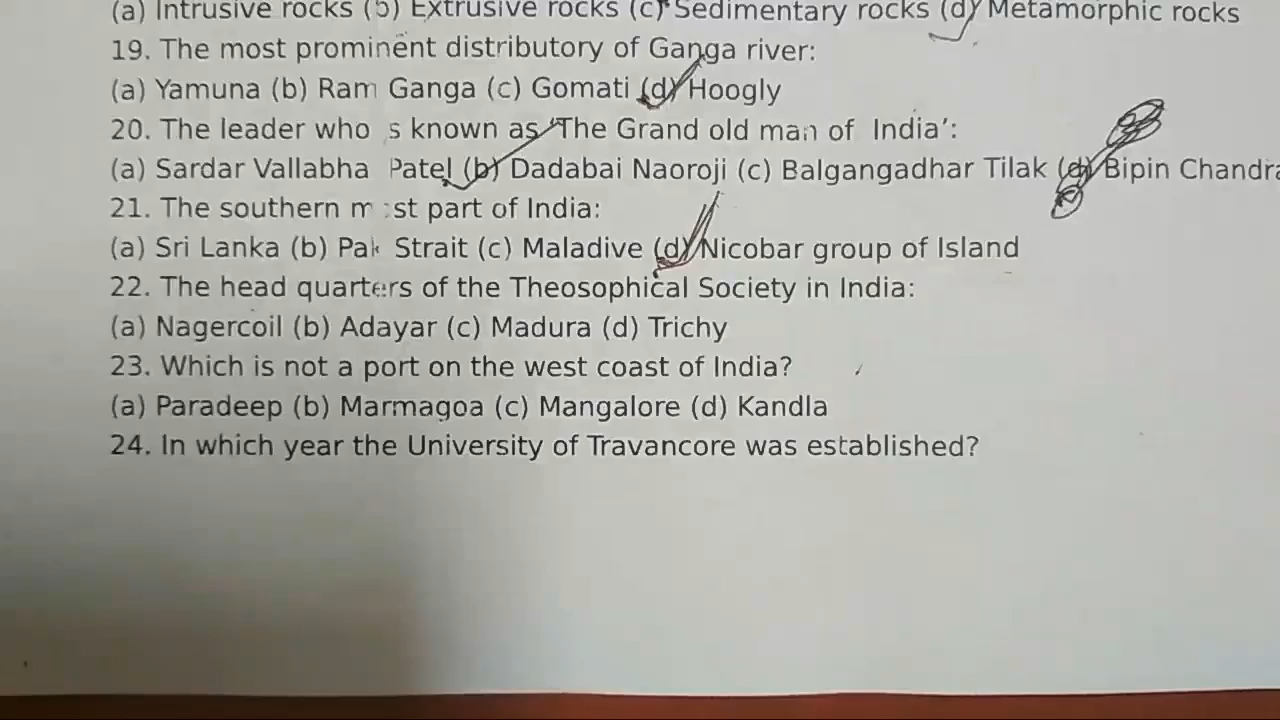 (a) Intrusive rocks (b) Extrusive rocks (c) Sedimentary rocks (d) Metamorphic rocks
19. The most prominent distributory of Ganga river:
(a) Yamuna (b) Ram Ganga (c) Gomati (d) Hoogly
20. The leader who s known as 'The Grand old man of India':
(a) Sardar Vallabha Patel (b) Dadabai Naoroji (c) Balgangadhar Tilak (d) Bipin Chandra
21. The southern m st part of India:
(a) Sri Lanka (b) Pak Strait (c) Maladive (d) Nicobar group of Island
22. The head quarters of the Theosophical Society in India:
(a) Nagercoil (b) Adayar (c) Madura (d) Trichy
23. Which is not a port on the west coast of India?
(a) Paradeep (b) Marmagoa (c) Mangalore (d) Kandla
24. In which year the University of Travancore was established?